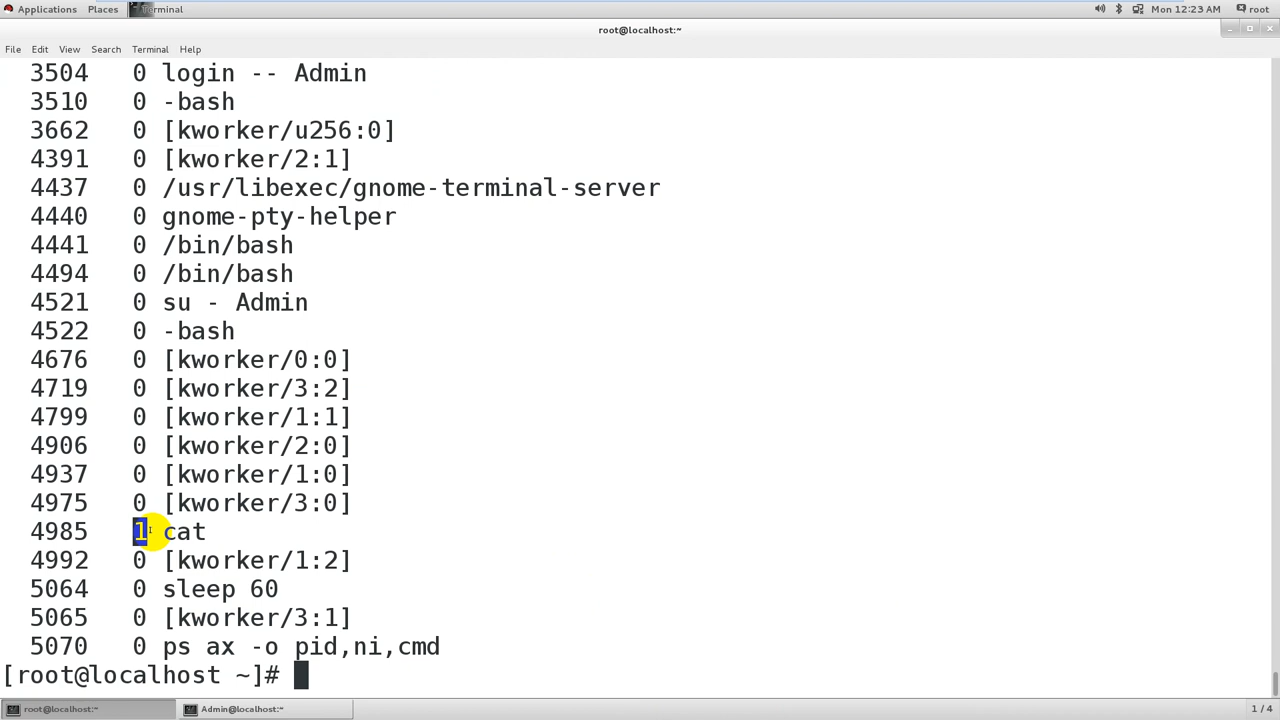 Applications Places Terminal Mon 12:23 AM root
root@localhost:~
File Edit View Search Terminal Help
3504 0 login -- Admin
3510 0 -bash
3662 0 [kworker/u256:0]
4391 0 [kworker/2:1]
4437 0 /usr/libexec/gnome-terminal-server
4440 0 gnome-pty-helper
4441 0 /bin/bash
4494 0 /bin/bash
4521 0 su - Admin
4522 0 -bash
4676 0 [kworker/0:0]
4719 0 [kworker/3:2]
4799 0 [kworker/1:1]
4906 0 [kworker/2:0]
4937 0 [kworker/1:0]
4975 0 [kworker/3:0]
4985 1 cat
4992 0 [kworker/1:2]
5064 0 sleep 60
5065 0 [kworker/3:1]
5070 0 ps ax -o pid,ni,cmd
[root@localhost ~]#
root@localhost:~ Admin@localhost:~ 1 / 4